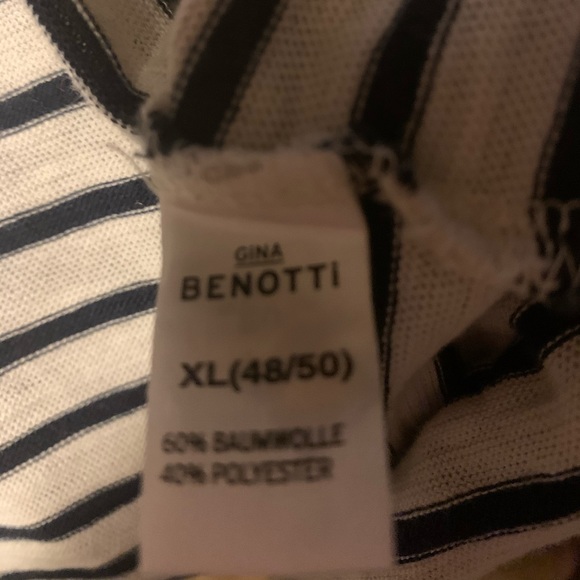 GiNA
BENOTTi
XL(48/50)
60% BAUMWOLLE
40% POLYESTER